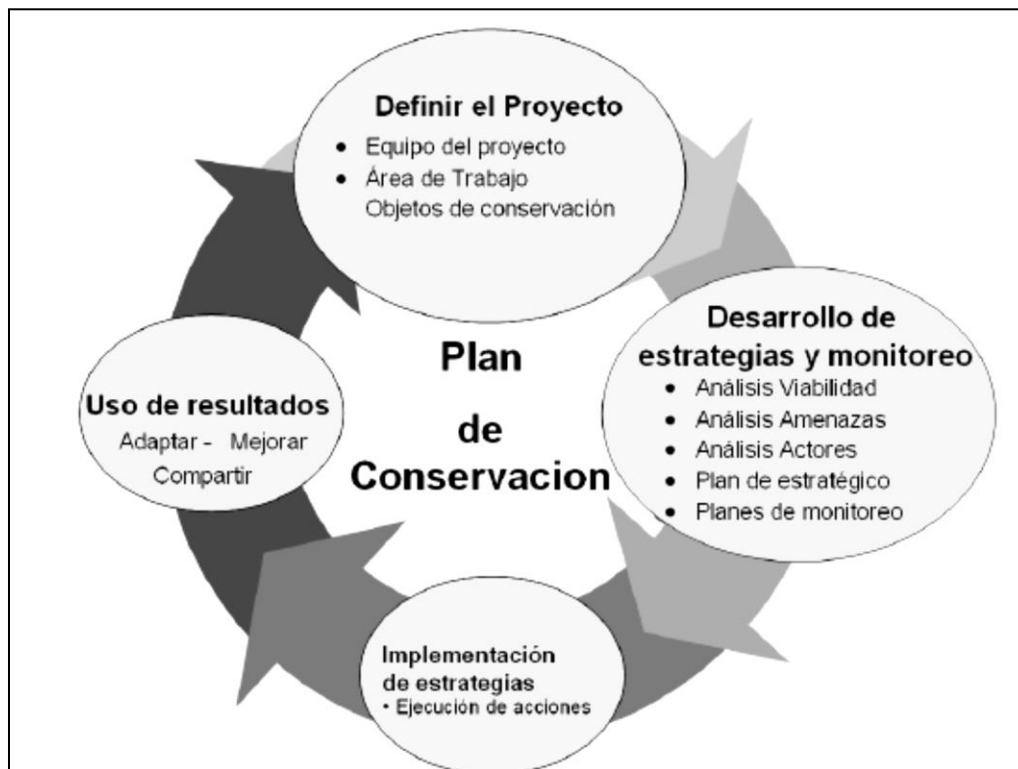 Definir el Proyecto
• Equipo del proyecto
• Área de Trabajo
Objetos de conservación
Desarrollo de
estrategias y monitoreo
• Análisis Viabilidad
• Análisis Amenazas
• Análisis Actores
• Plan de estratégico
• Planes de monitoreo
Implementación
de estrategias
• Ejecución de acciones
Uso de resultados
Adaptar - Mejorar
Compartir
Plan
de
Conservacion